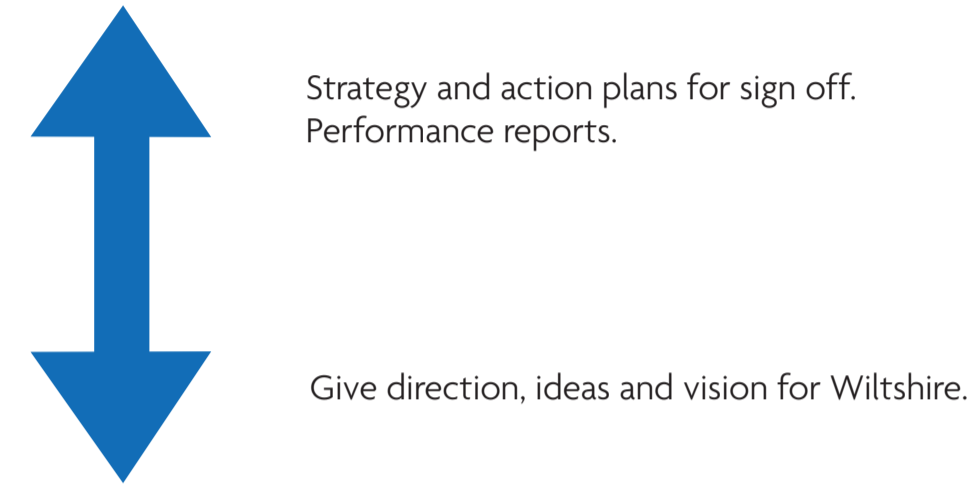 Strategy and action plans for sign off.
Performance reports.
Give direction, ideas and vision for Wiltshire.